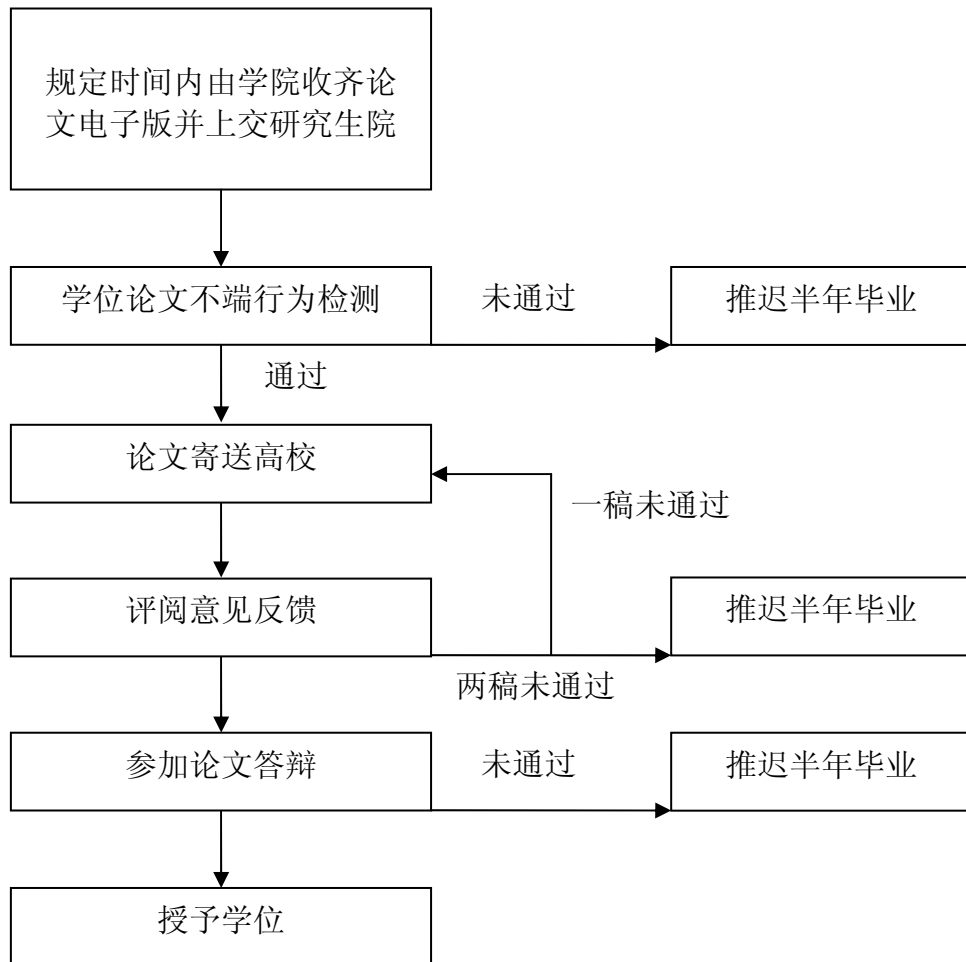 规定时间内由学院收齐论
文电子版并上交研究生院
学位论文不端行为检测
未通过
推迟半年毕业
通过
论文寄送高校
一稿未通过
评阅意见反馈
推迟半年毕业
两稿未通过
参加论文答辩
未通过
推迟半年毕业
授予学位